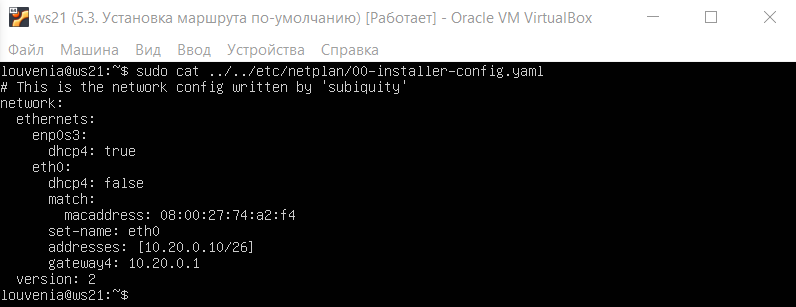 ws21 (5.3. Установка маршрута по-умолчанию) [Работает] - Oracle VM VirtualBox
Файл Машина Вид Ввод Устройства Справка
louvenia@ws21:~$ sudo cat ../../etc/netplan/00-installer-config.yaml
# This is the network config written by 'subiquity'
network:
  ethernets:
    enp0s3:
      dhcp4: true
    eth0:
      dhcp4: false
      match:
        macaddress: 08:00:27:74:a2:f4
      set-name: eth0
      addresses: [10.20.0.10/26]
      gateway4: 10.20.0.1
  version: 2
louvenia@ws21:~$